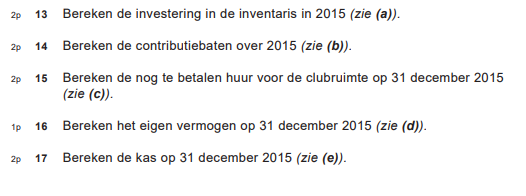 2p 13 Bereken de investering in de inventaris in 2015 (zie (a)).
2p 14 Bereken de contributiebaten over 2015 (zie (b)).
2p 15 Bereken de nog te betalen huur voor de clubruimte op 31 december 2015
(zie (c)).
1p 16 Bereken het eigen vermogen op 31 december 2015 (zie (d)).
2p 17 Bereken de kas op 31 december 2015 (zie (e)).